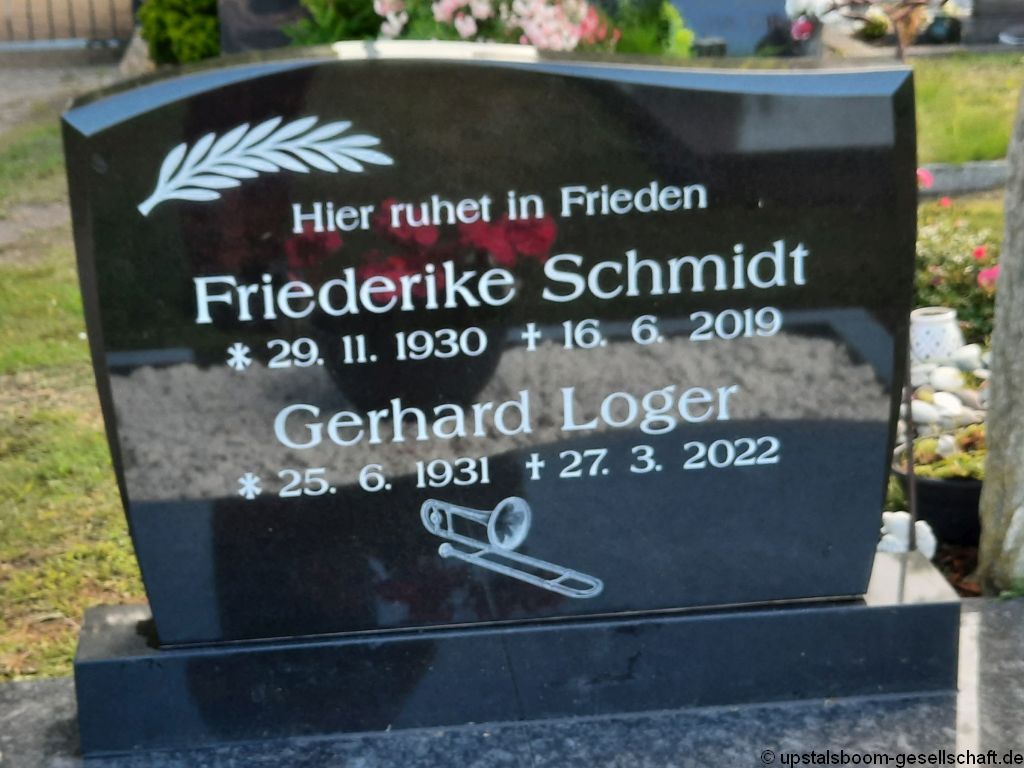 Hier ruhet in Frieden
Friederike Schmidt
* 29. 11. 1930 † 16. 6. 2019
Gerhard Loger
* 25. 6. 1931 † 27. 3. 2022
© upstalsboom-gesellschaft.de